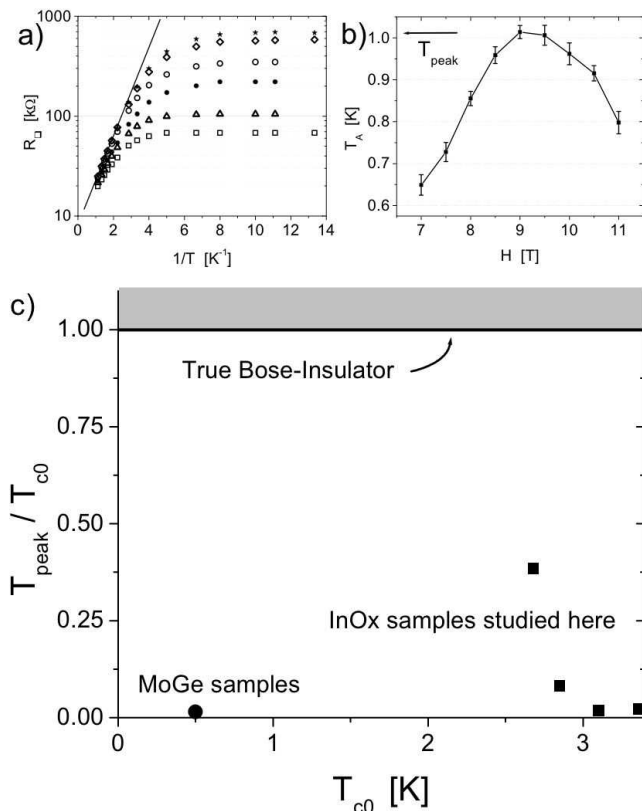 a)
1000
100
10
R□ [kΩ]
0 2 4 6 8 10 12 14
1/T [K⁻¹]
b)
T_peak
1.0
0.9
0.8
0.7
0.6
T_A [K]
7 8 9 10 11
H [T]
c)
1.00
0.75
0.50
0.25
0.00
T_peak / T_c0
True Bose-Insulator
InOx samples studied here
MoGe samples
0 1 2 3
T_c0 [K]